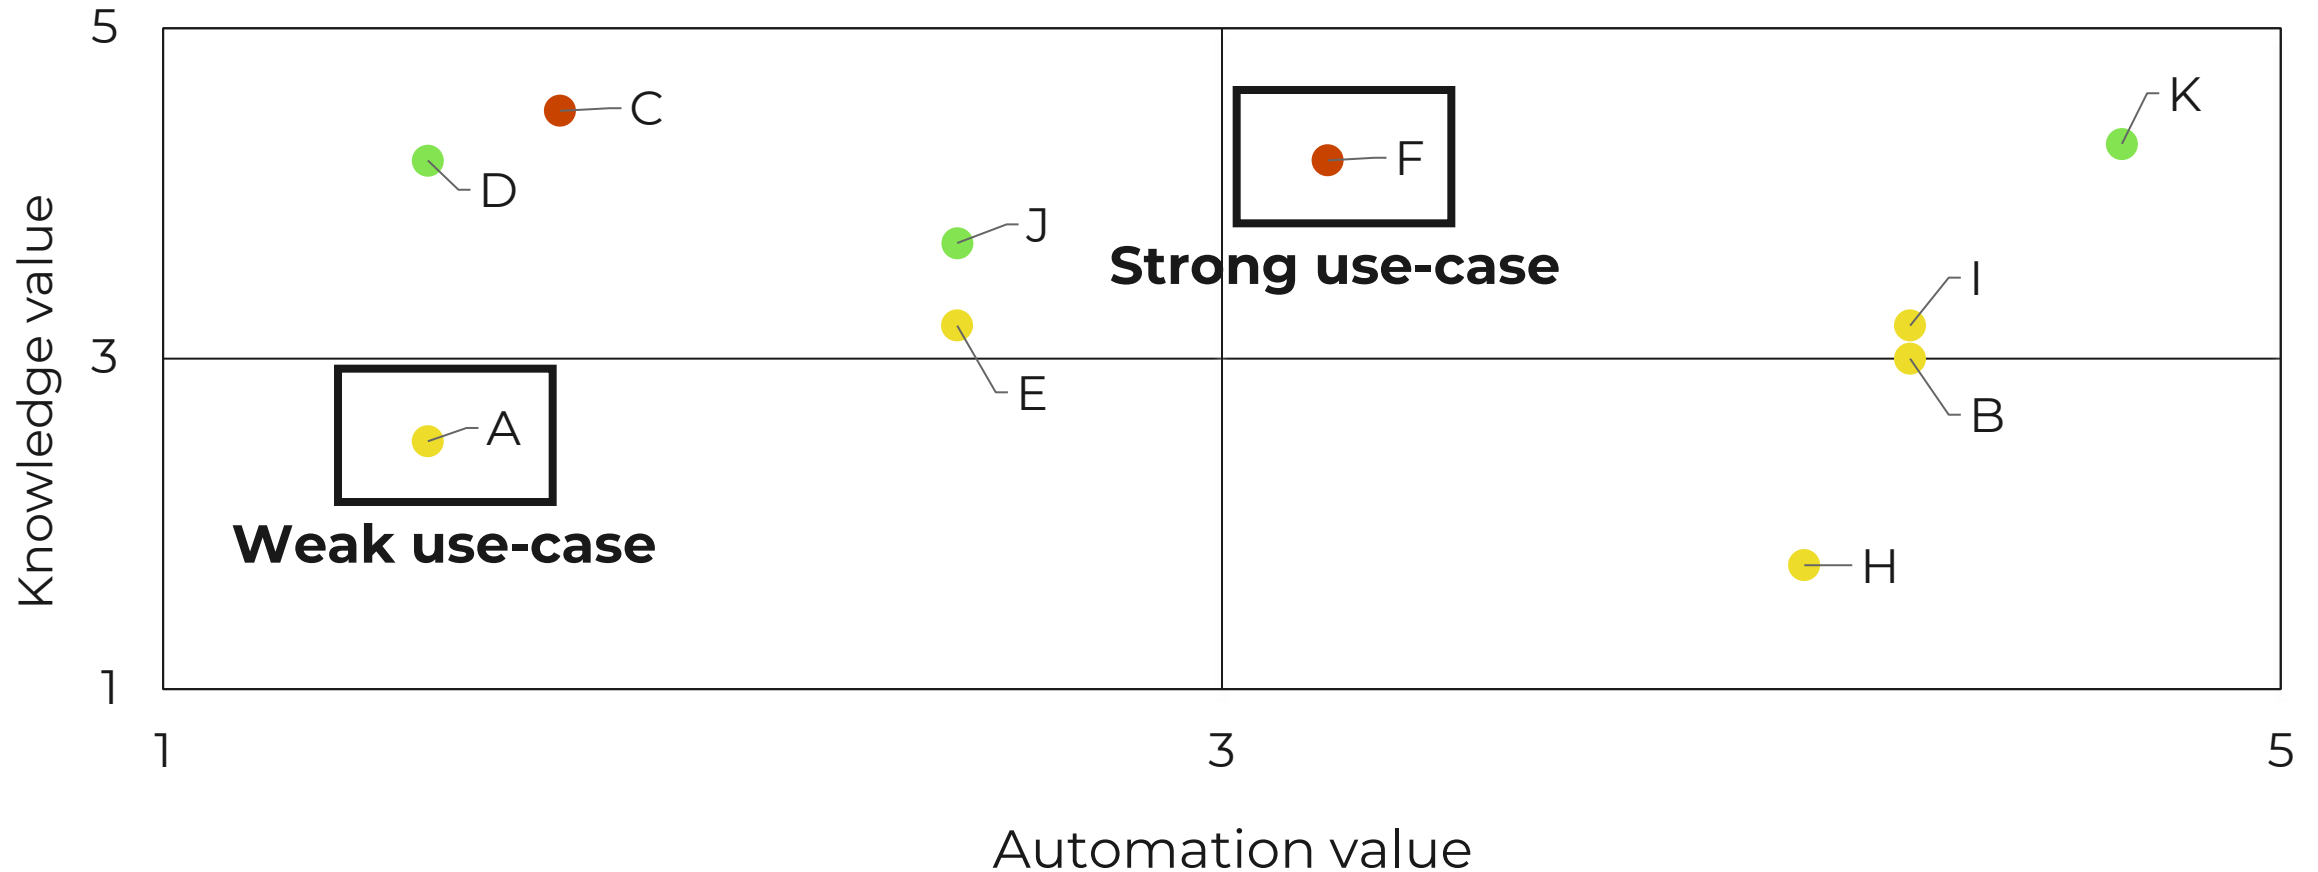 5
C
K
F
D
J
Strong use-case
I
3
E
B
A
Weak use-case
H
Knowledge value
1
1
3
5
Automation value